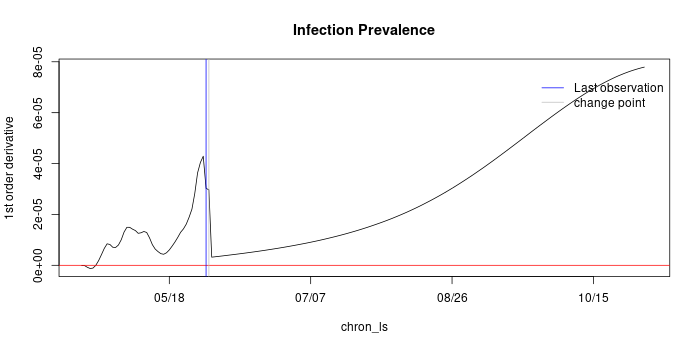 Infection Prevalence
8e-05
6e-05
4e-05
2e-05
0e+00
1st order derivative
Last observation
change point
05/18 07/07 08/26 10/15
chron_ls